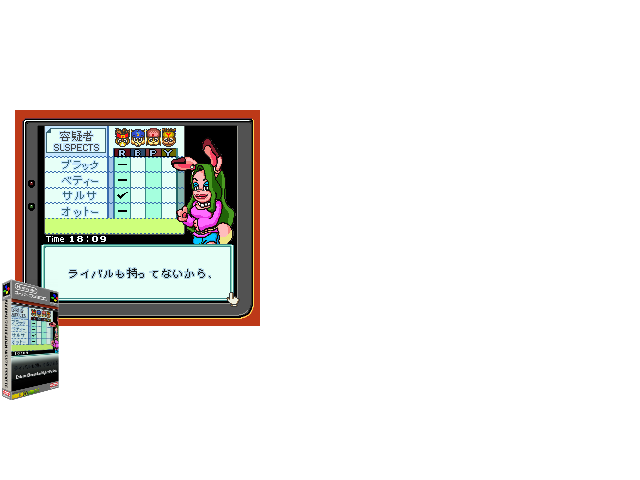 容疑者
SLSPECTS
R B P Y
ブラック
ベティー
サルサ
オットー
Time 18:09
ライバルも持ってないから、